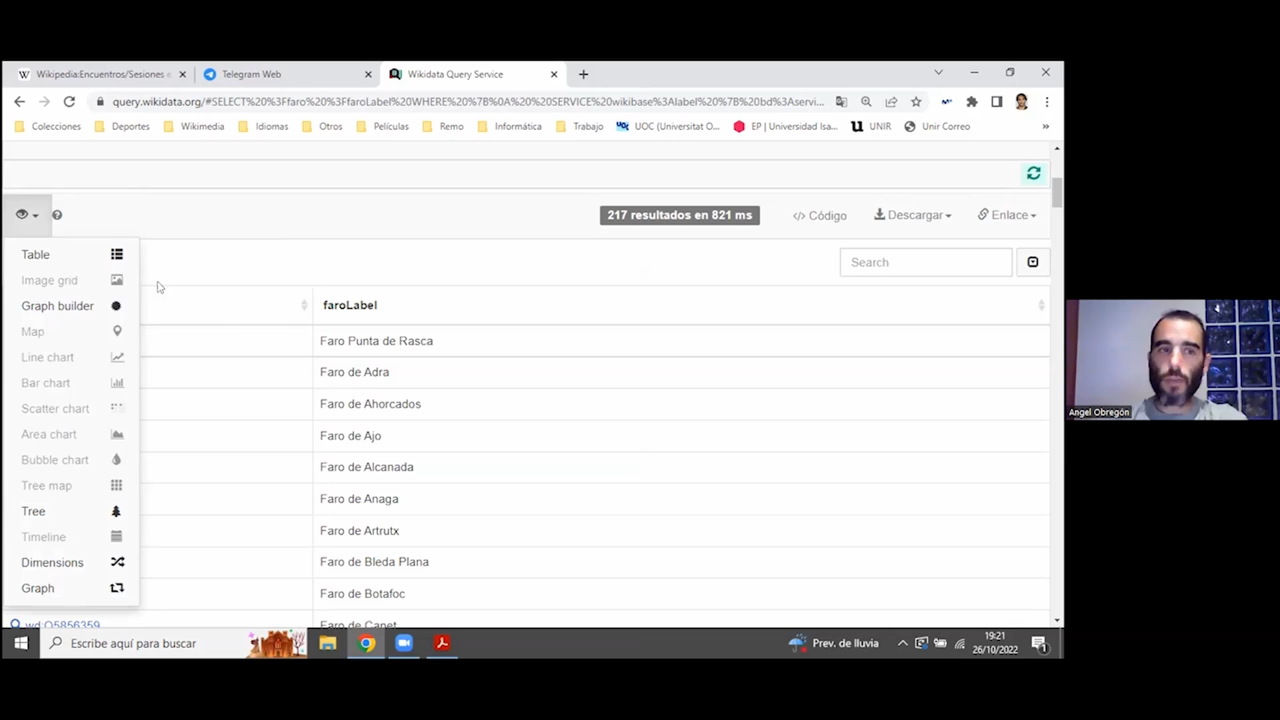 Wikipedia:Encuentros/Sesiones
Telegram Web
Wikidata Query Service
query.wikidata.org/#SELECT%20%3Ffaro%20%3FfaroLabel%20WHERE%20%7B%0A%20%20SERVICE%20wikibase%3Alabel%20%7B%20bd%3Aservi...
Colecciones
Deportes
Wikimedia
Idiomas
Otros
Películas
Remo
Informática
Trabajo
UOC (Universitat O...
EP | Universidad Isa...
UNIR
Unir Correo
217 resultados en 821 ms
</> Código
Descargar
Enlace
Table
Image grid
Graph builder
Map
Line chart
Bar chart
Scatter chart
Area chart
Bubble chart
Tree map
Tree
Timeline
Dimensions
Graph
Search
faroLabel
Faro Punta de Rasca
Faro de Adra
Faro de Ahorcados
Faro de Ajo
Faro de Alcanada
Faro de Anaga
Faro de Artrutx
Faro de Bleda Plana
Faro de Botafoc
wd:Q5856359
Faro de Canet
Angel Obregón
Escribe aquí para buscar
Prev. de lluvia
19:21
26/10/2022
1